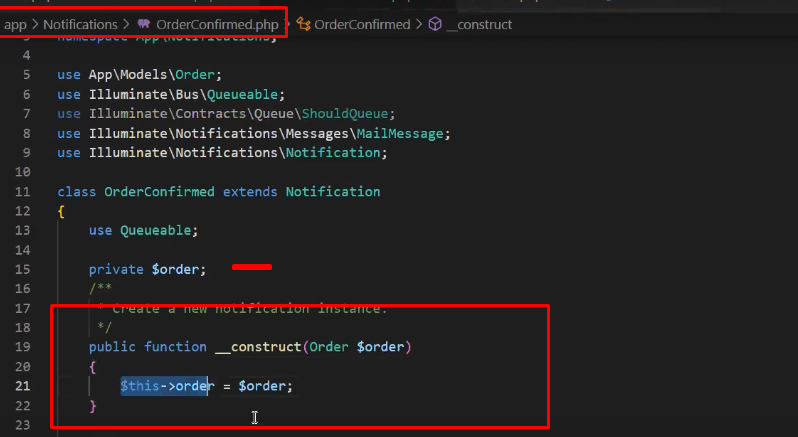 app > Notifications > OrderConfirmed.php > OrderConfirmed > __construct
3 namespace App\Notifications;
4
5 use App\Models\Order;
6 use Illuminate\Bus\Queueable;
7 use Illuminate\Contracts\Queue\ShouldQueue;
8 use Illuminate\Notifications\Messages\MailMessage;
9 use Illuminate\Notifications\Notification;
10
11 class OrderConfirmed extends Notification
12 {
13 use Queueable;
14
15 private $order;
16 /**
17 * Create a new notification instance.
18 */
19 public function __construct(Order $order)
20 {
21 $this->order = $order;
22 }
23